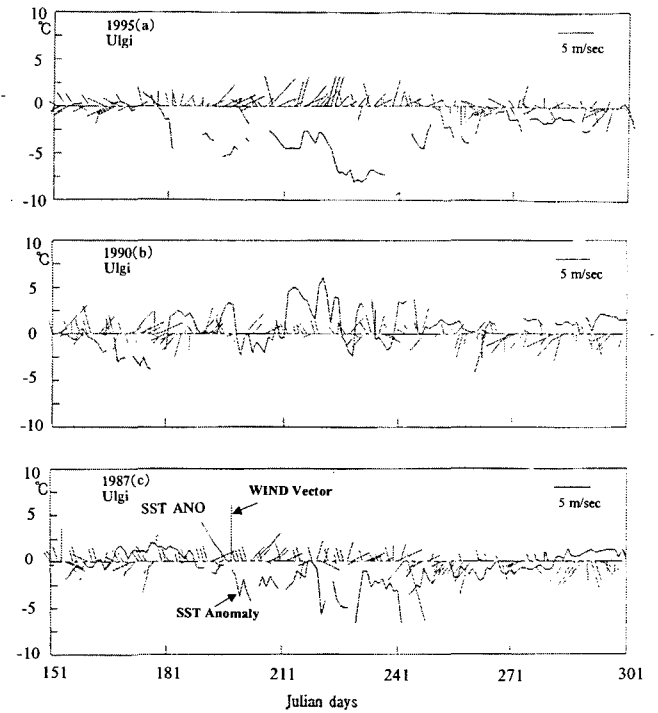 10
°C
1995(a)
Ulgi
5 m/sec
5
0
-5
-10
10
°C
1990(b)
Ulgi
5 m/sec
5
0
-5
-10
10
°C
1987(c)
Ulgi
WIND Vector
SST ANO
5 m/sec
5
0
-5
SST Anomaly
-10
151 181 211 241 271 301
Julian days